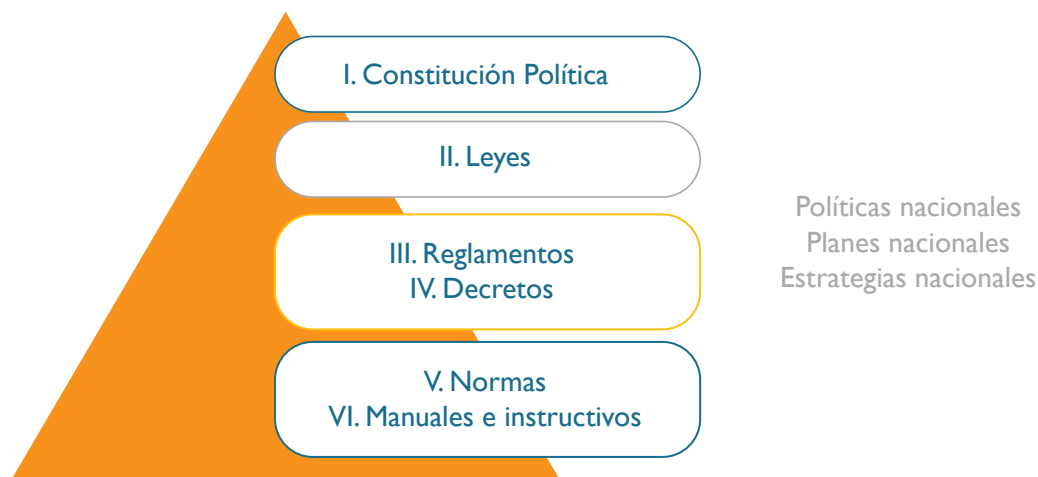 I. Constitución Política
II. Leyes
III. Reglamentos
IV. Decretos
V. Normas
VI. Manuales e instructivos
Políticas nacionales
Planes nacionales
Estrategias nacionales